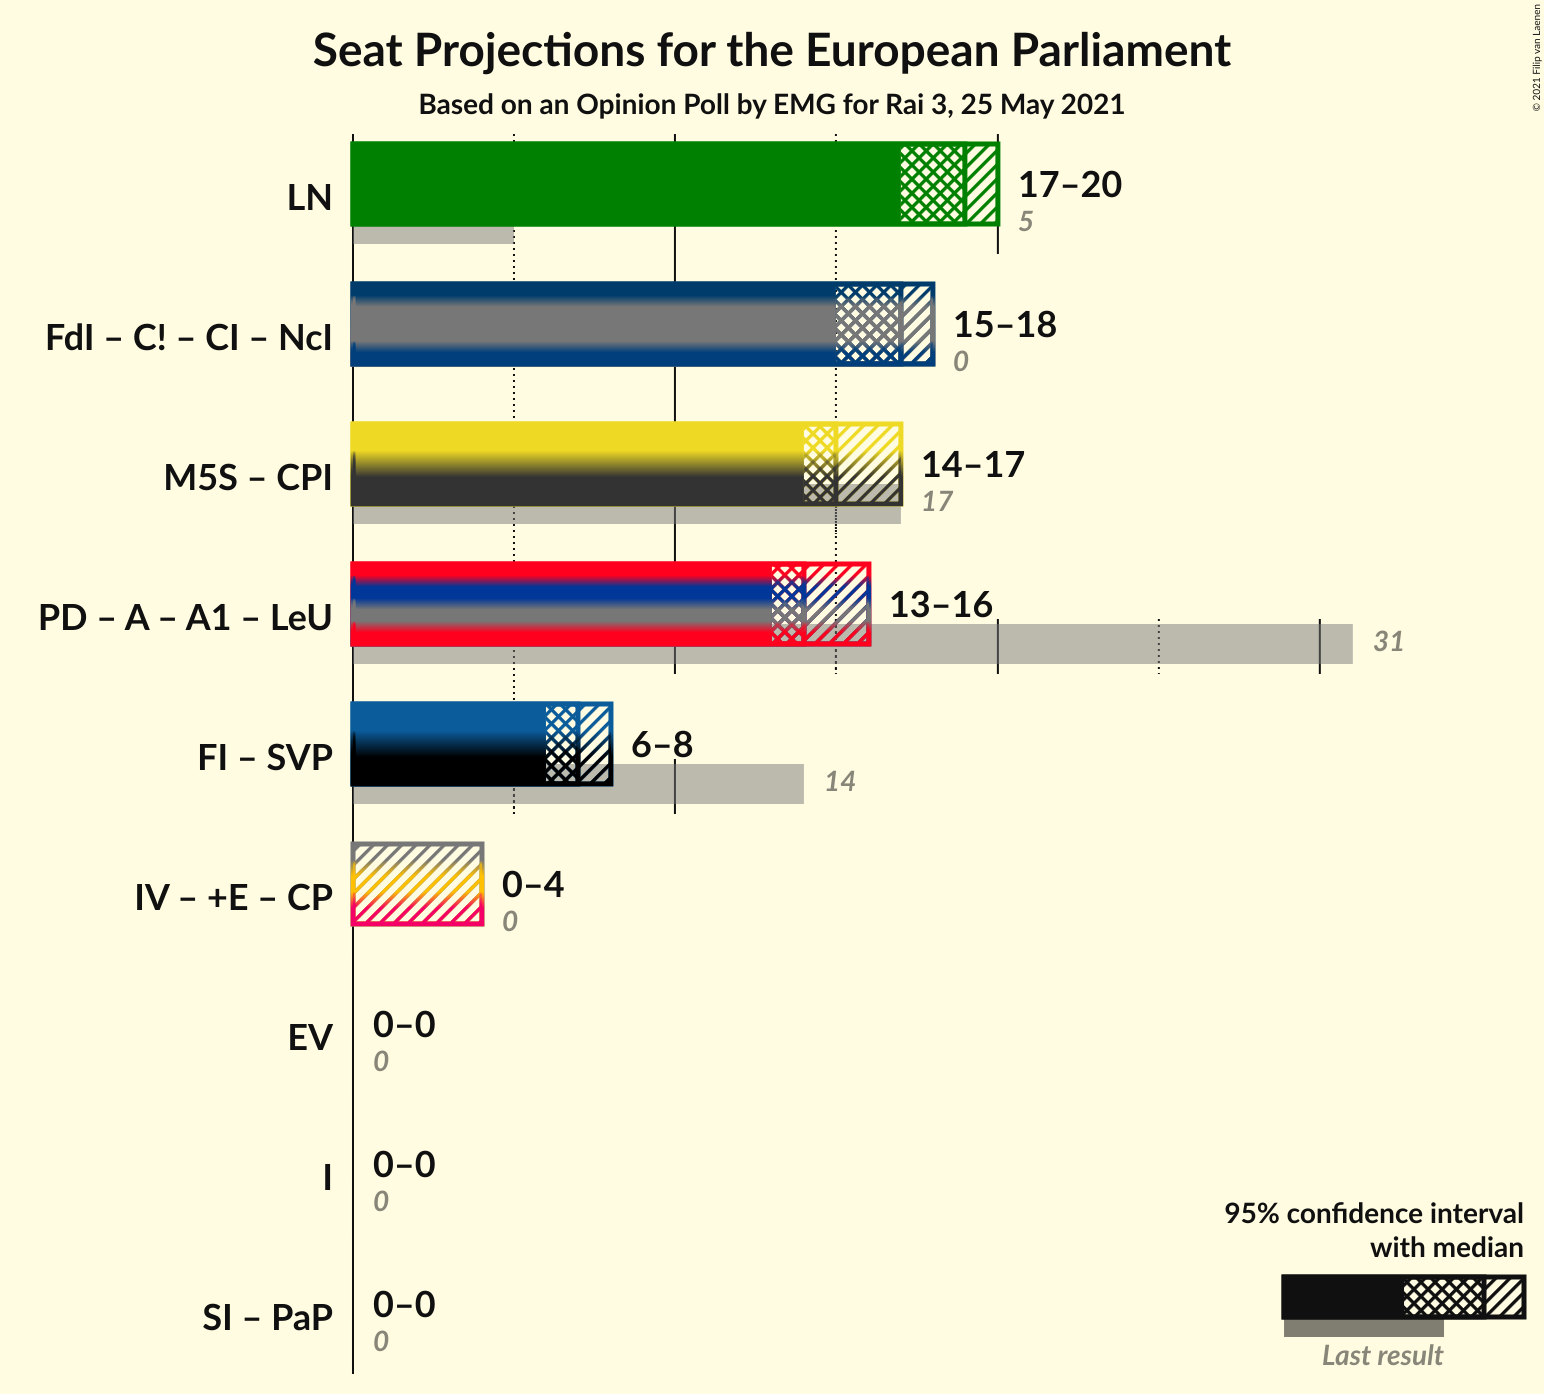 Seat Projections for the European Parliament
Based on an Opinion Poll by EMG for Rai 3, 25 May 2021
© 2021 Filip van Laenen
LN
17–20
5
FdI – C! – CI – NcI
15–18
0
M5S – CPI
14–17
17
PD – A – A1 – LeU
13–16
31
FI – SVP
6–8
14
IV – +E – CP
0–4
0
EV
0–0
0
I
0–0
0
SI – PaP
0–0
0
95% confidence interval
with median
Last result